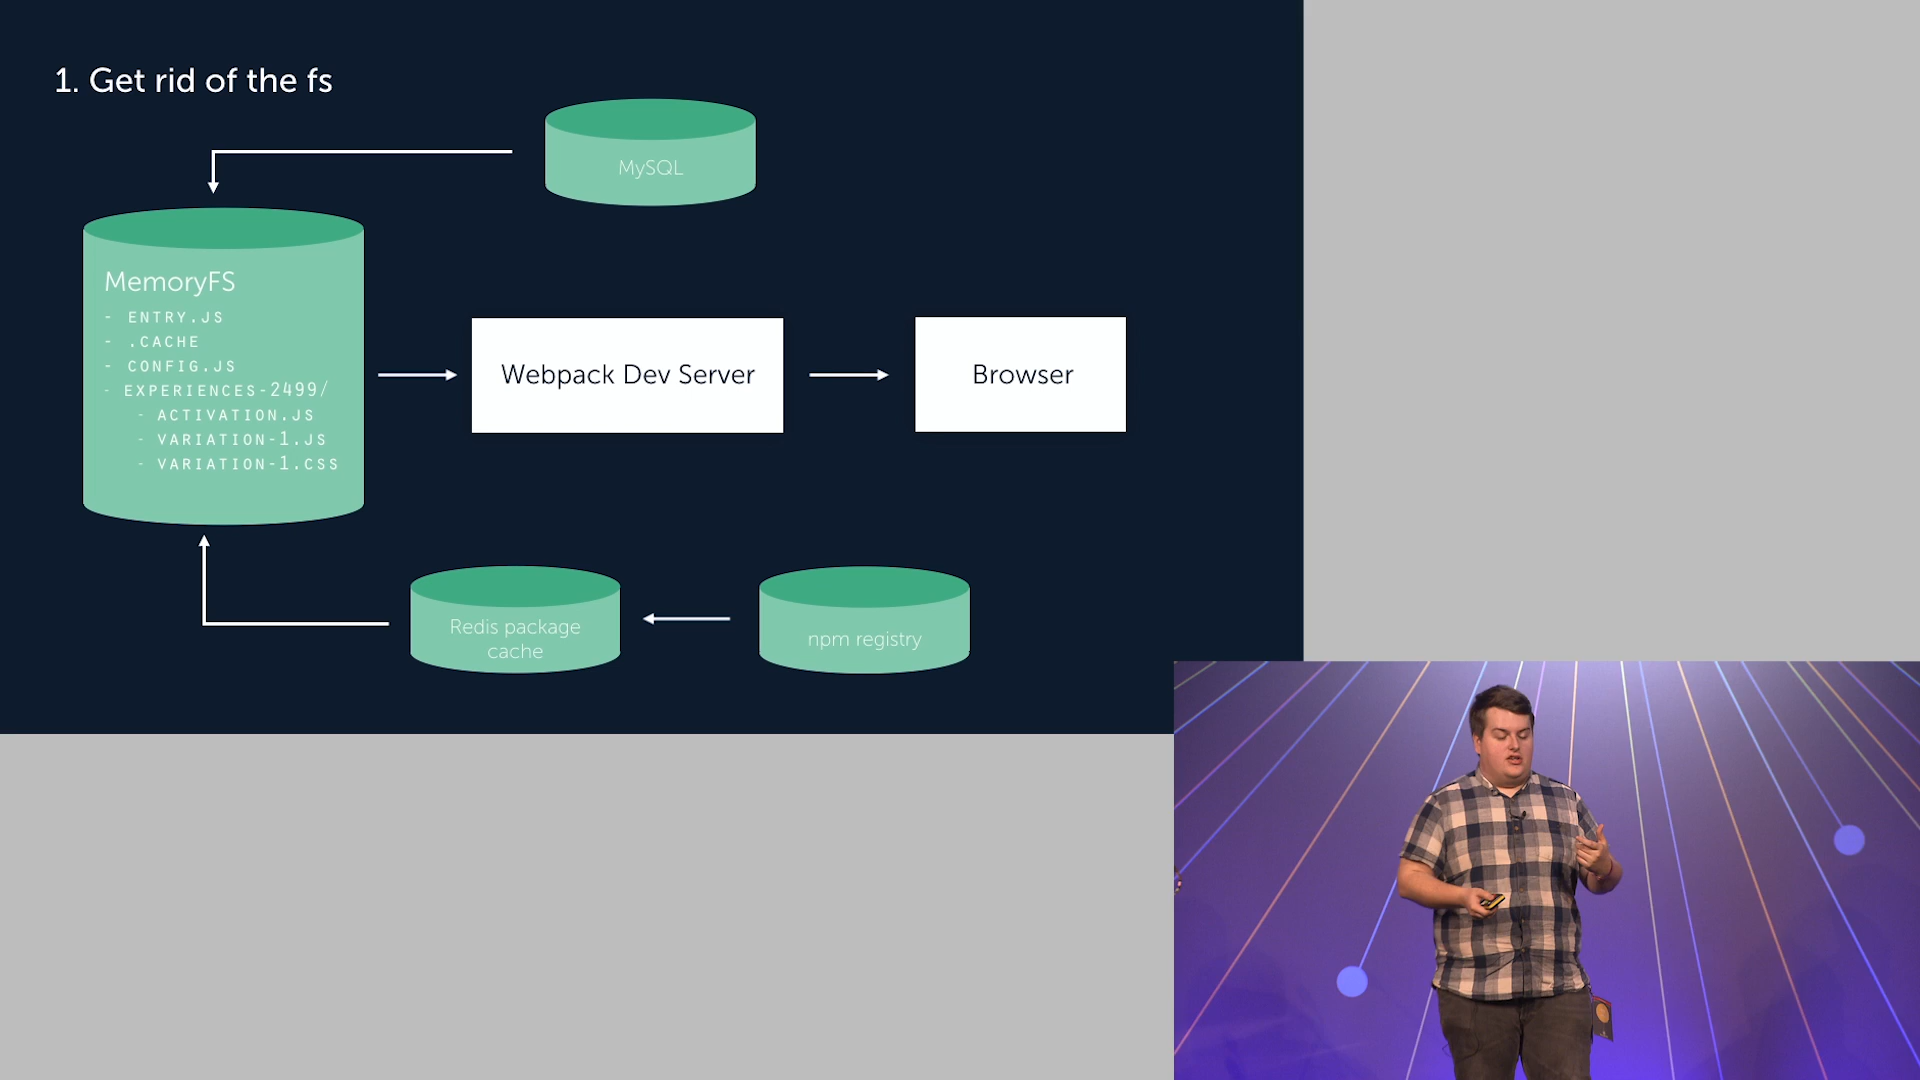 1. Get rid of the fs
MySQL
MemoryFS
- ENTRY.JS
- .CACHE
- CONFIG.JS
- EXPERIENCES-2499/
- ACTIVATION.JS
- VARIATION-1.JS
- VARIATION-1.CSS
Webpack Dev Server
Browser
Redis package
cache
npm registry